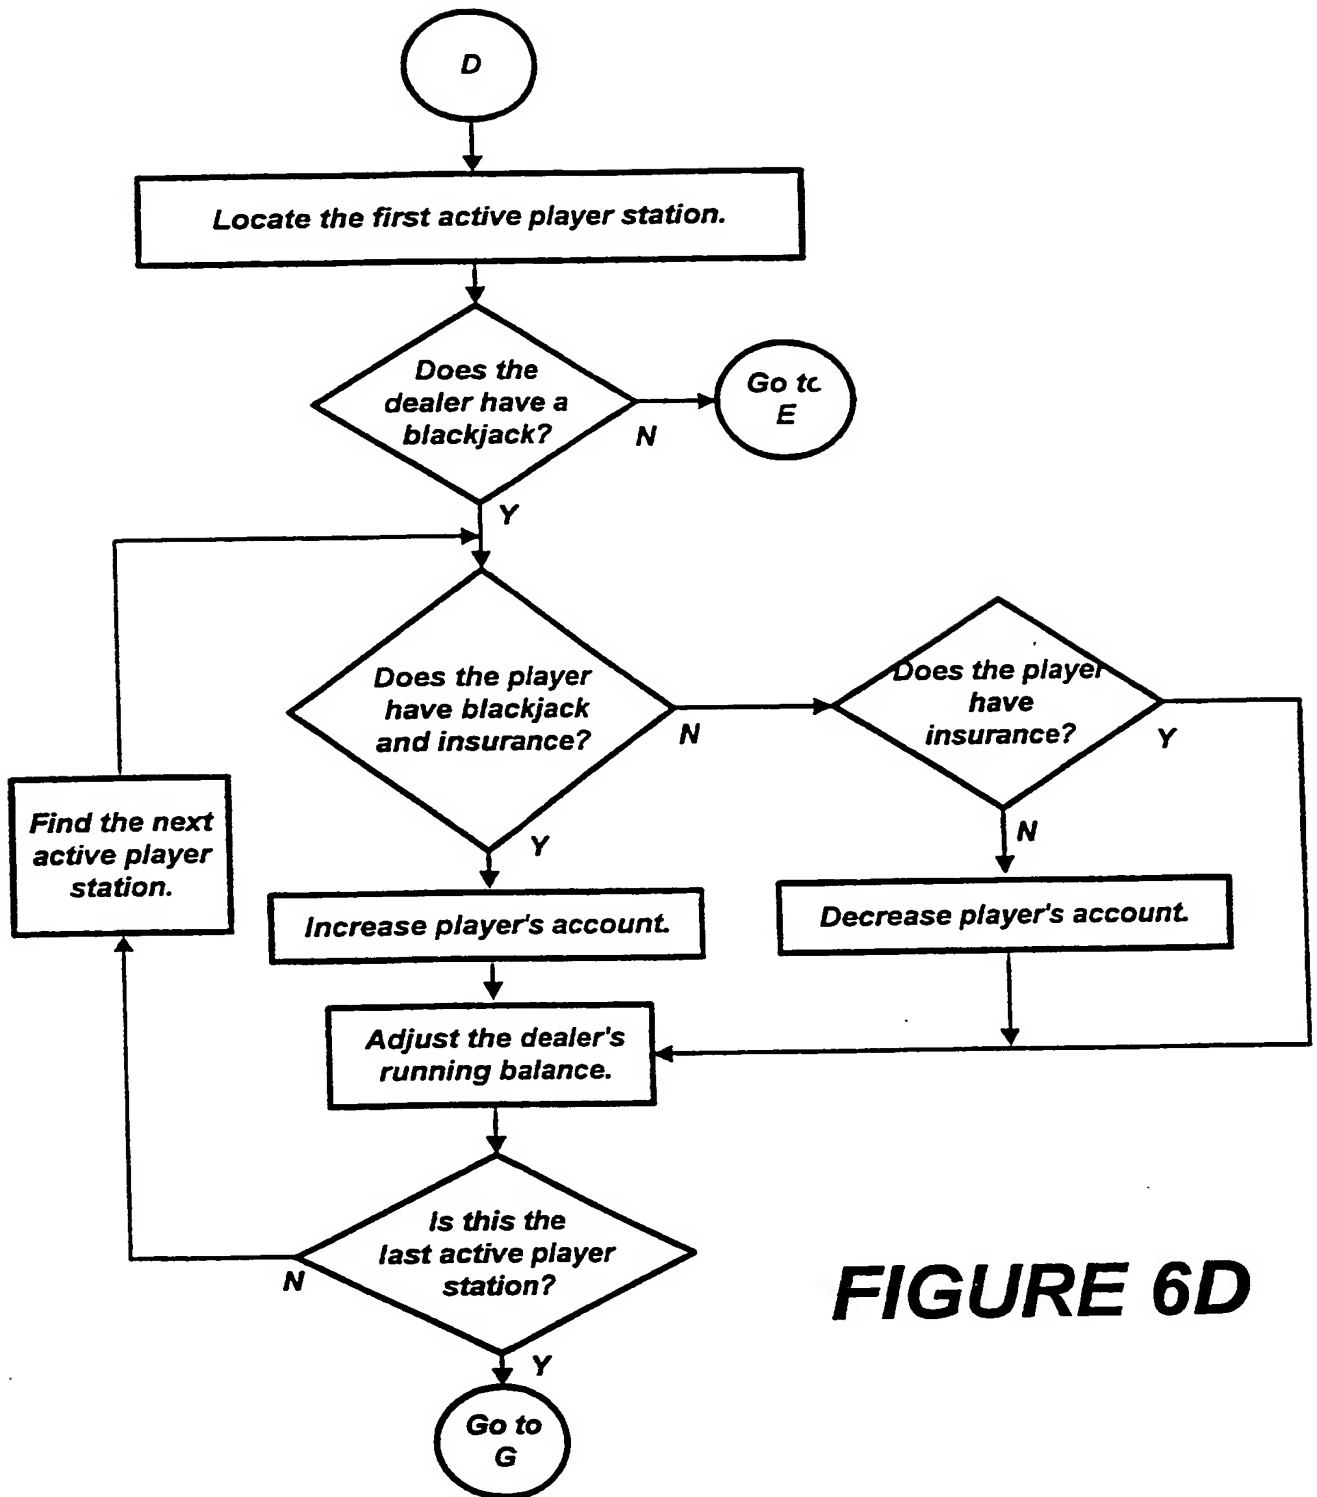 D
Locate the first active player station.
Does the
dealer have a
blackjack?
N
Go to
E
Y
Does the player
have blackjack
and insurance?
N
Does the player
have
insurance?
Y
N
Y
Find the next
active player
station.
Increase player's account.
Decrease player's account.
Adjust the dealer's
running balance.
Is this the
last active player
station?
N
Y
Go to
G
FIGURE 6D